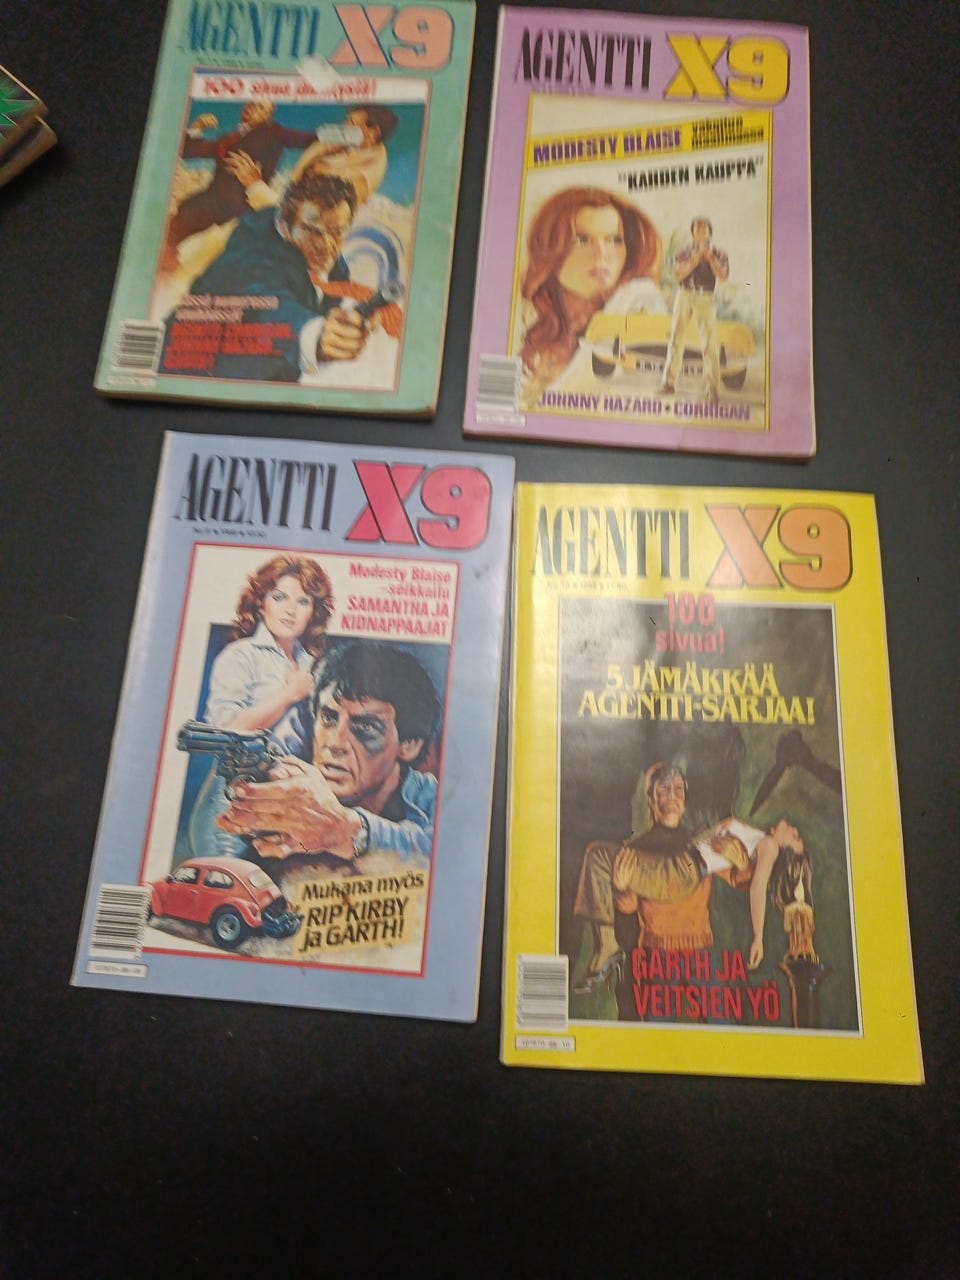 AGENTTI X9
100 sivua
AGENTTI X9
MODESTY BLAISE
"KAHDEN KAUPPA"
JOHNNY HAZARD • CORRIGAN
AGENTTI X9
Modesty Blaise
-seikkailu
SAMANTHA JA
KIDNAPPAAJAT
Mukana myös
RIP KIRBY
ja GARTH!
AGENTTI X9
100
sivua!
5 JÄMÄKKÄÄ
AGENTTI-SARJAA!
GARTH JA
VEITSIEN YÖ